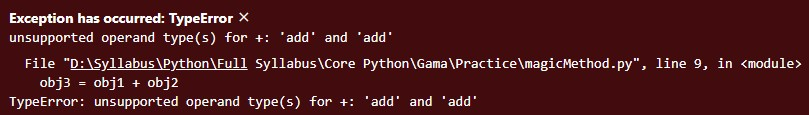 Exception has occurred: TypeError ×
unsupported operand type(s) for +: 'add' and 'add'
File "D:\Syllabus\Python\Full Syllabus\Core Python\Gama\Practice\magicMethod.py", line 9, in <module>
obj3 = obj1 + obj2
TypeError: unsupported operand type(s) for +: 'add' and 'add'